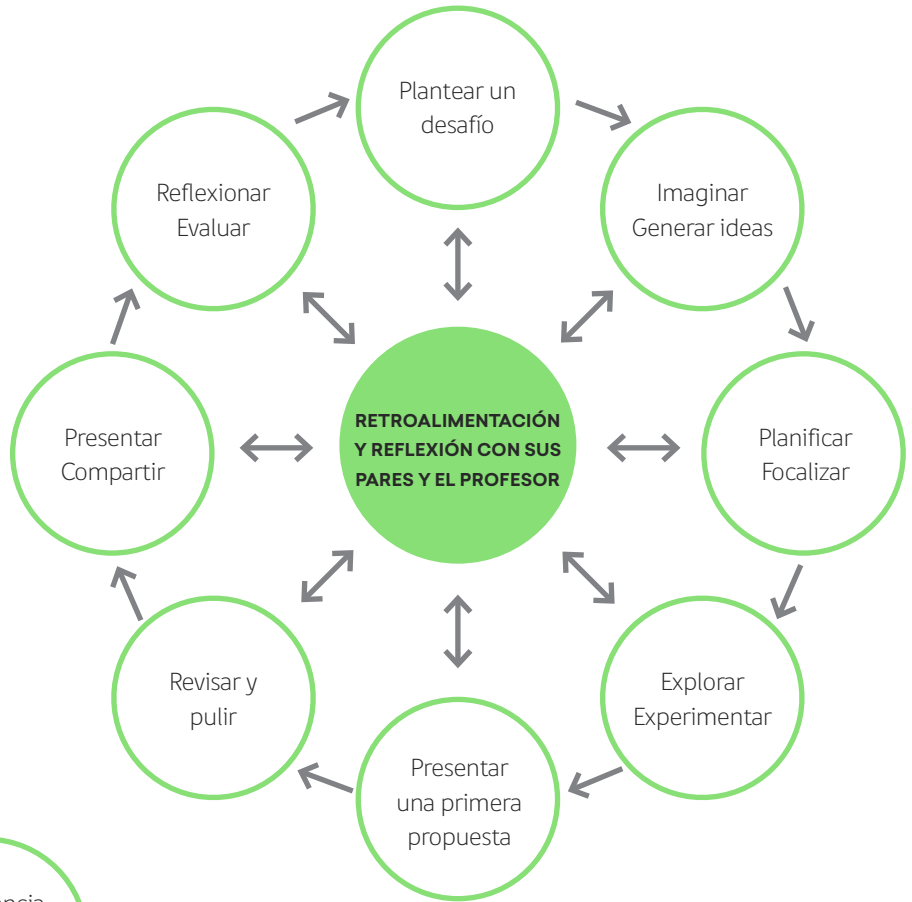 Plantear un
desafío
Imaginar
Generar ideas
Planificar
Focalizar
Explorar
Experimentar
Presentar
una primera
propuesta
Revisar y
pulir
Presentar
Compartir
Reflexionar
Evaluar
RETROALIMENTACIÓN
Y REFLEXIÓN CON SUS
PARES Y EL PROFESOR